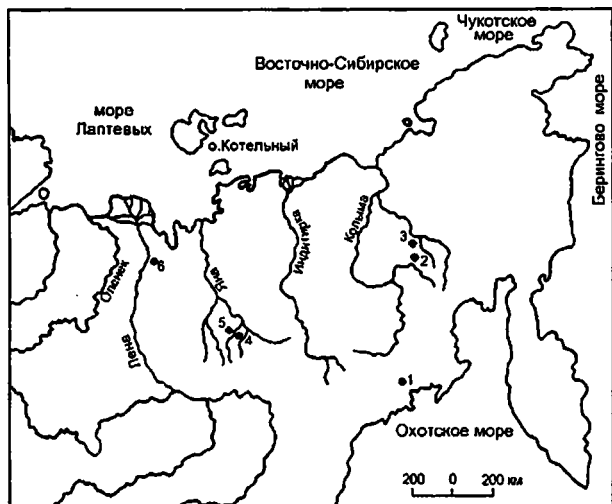 Чукотское
море
Восточно-Сибирское
море
море
Лаптевых
о.Котельный
Берингово море
Оленек
Лена
Яна
Индигирка
Колыма
3
2
6
5
4
1
Охотское море
200 0 200 км